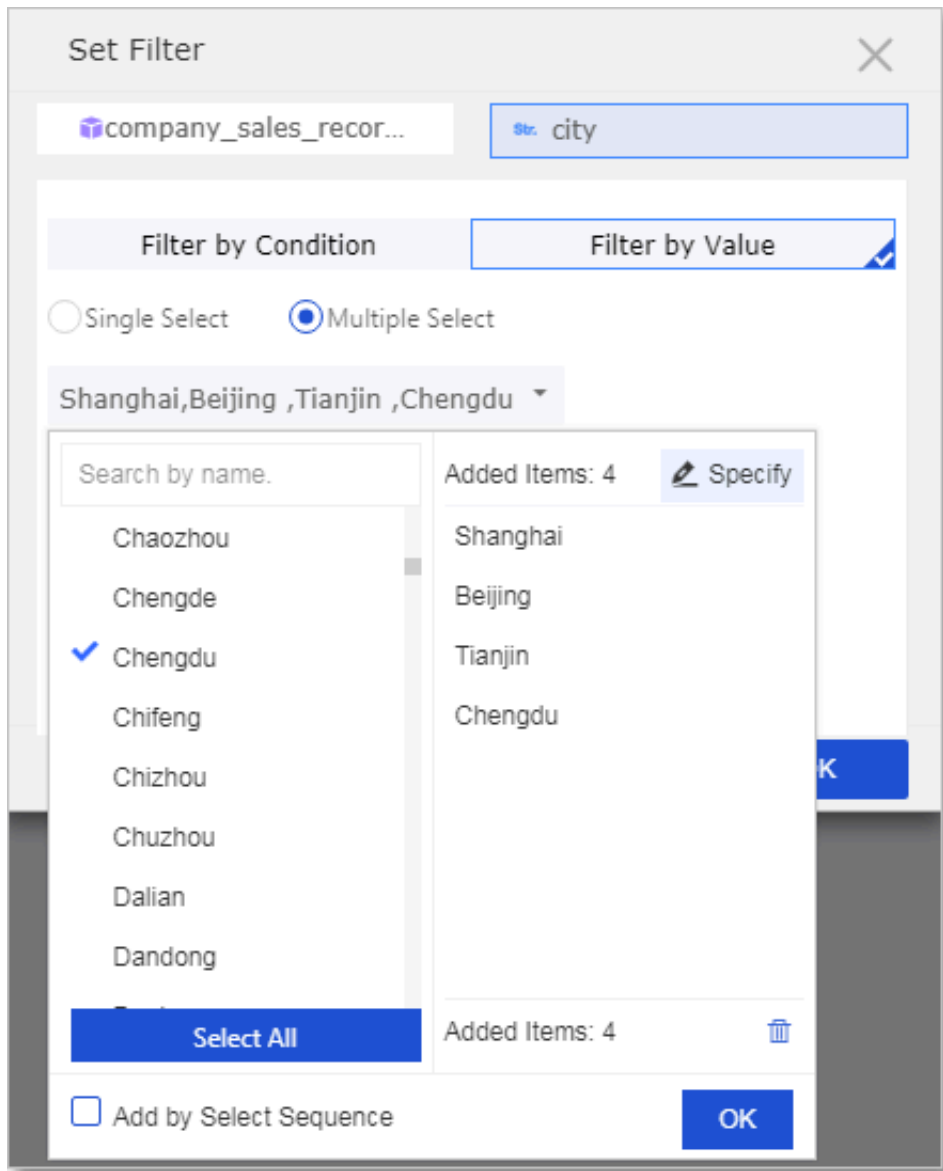 Set Filter
company_sales_recor...
Str. city
Filter by Condition
Filter by Value
Single Select
Multiple Select
Shanghai,Beijing ,Tianjin ,Chengdu
Search by name.
Chaozhou
Chengde
Chengdu
Chifeng
Chizhou
Chuzhou
Dalian
Dandong
Select All
Added Items: 4
Specify
Shanghai
Beijing
Tianjin
Chengdu
Added Items: 4
Add by Select Sequence
OK
K